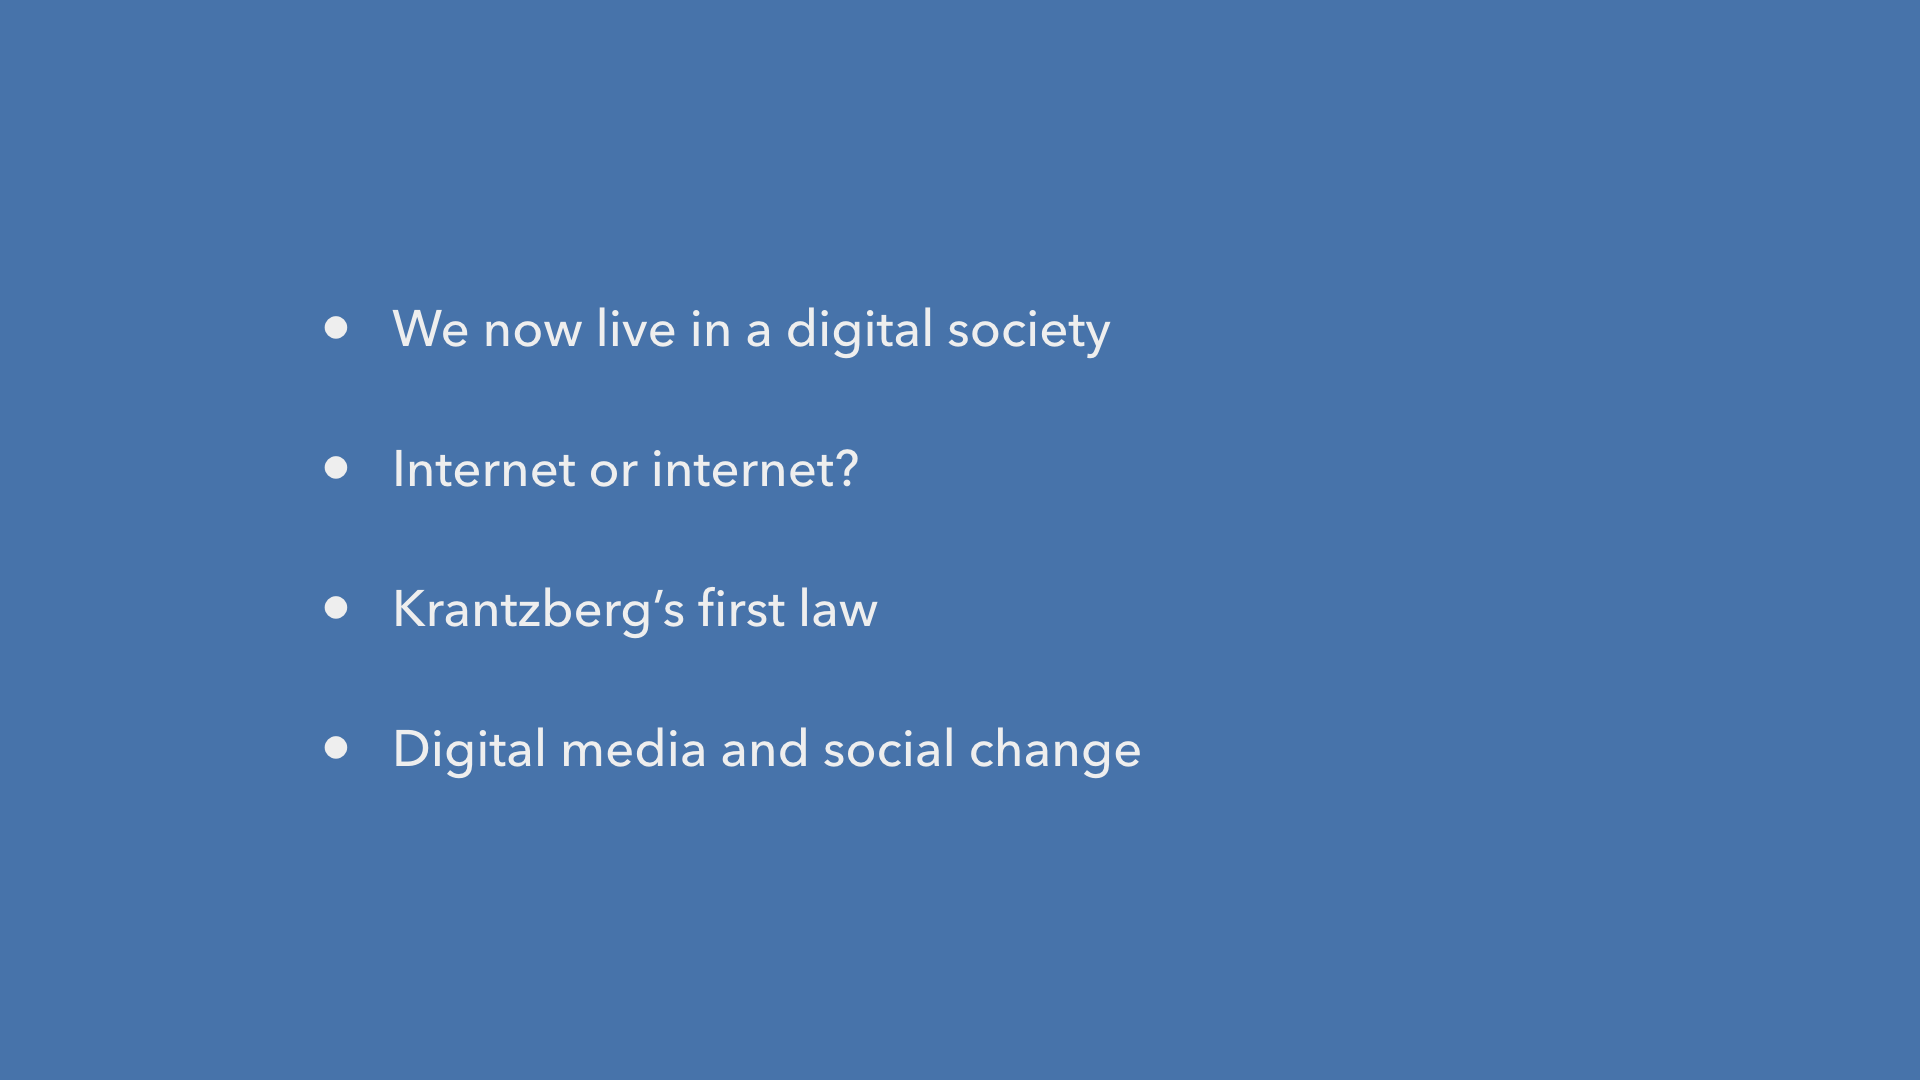 • We now live in a digital society
• Internet or internet?
• Krantzberg’s first law
• Digital media and social change